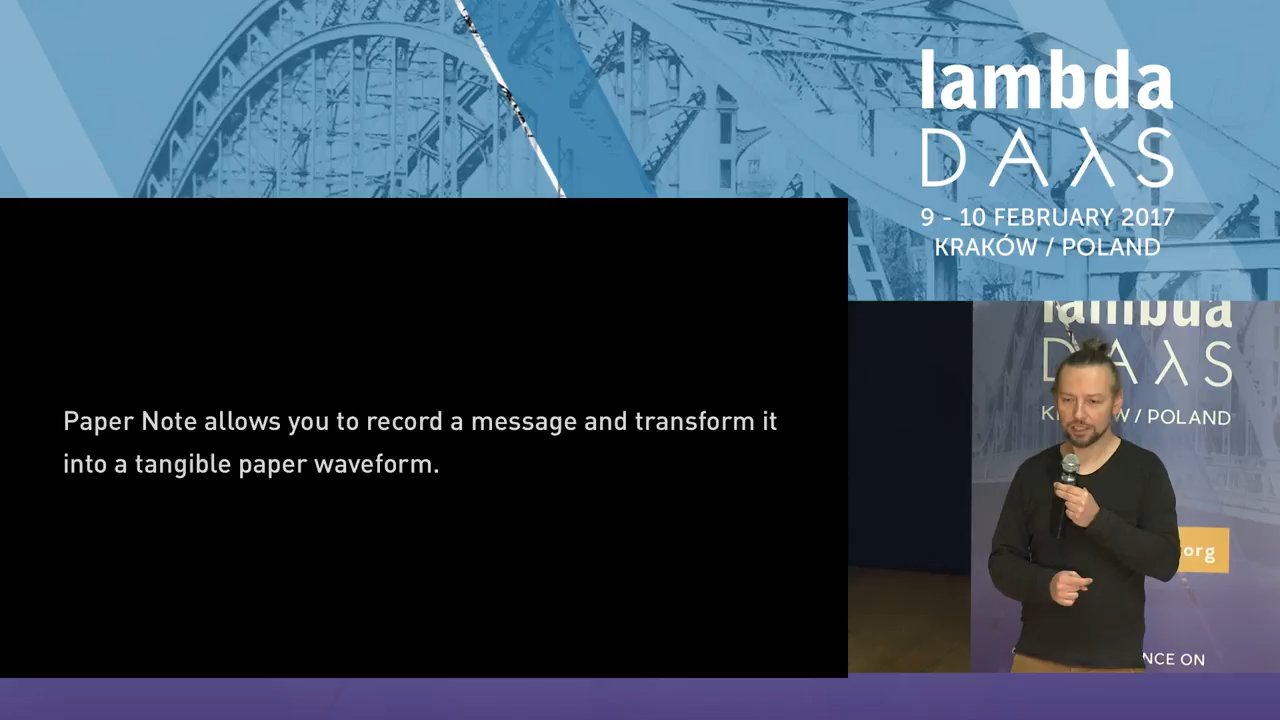 lambda
DAλS
9 - 10 FEBRUARY 2017
KRAKÓW / POLAND
Paper Note allows you to record a message and transform it
into a tangible paper waveform.
lambda
DAλS
K W / POLAND
org
NCE ON